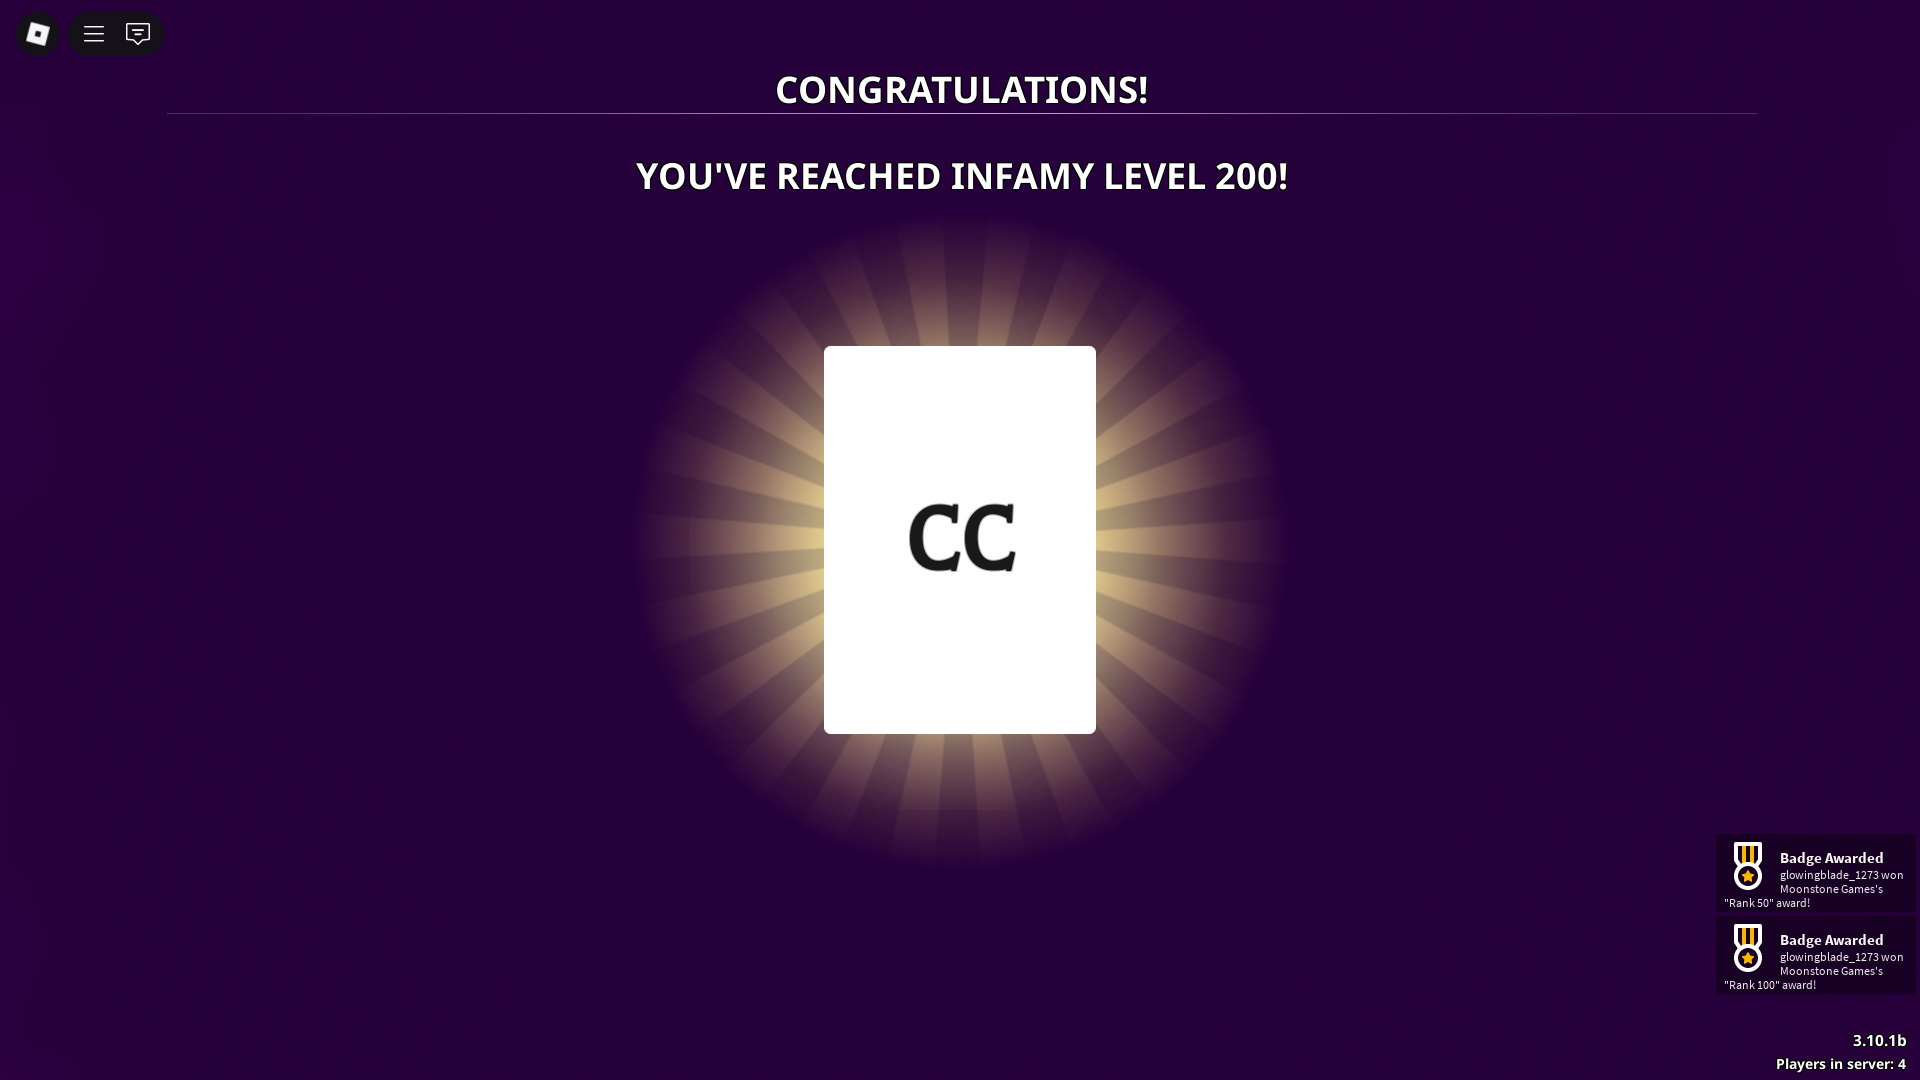 CONGRATULATIONS!
YOU'VE REACHED INFAMY LEVEL 200!
CC
Badge Awarded
glowingblade_1273 won
Moonstone Games's
"Rank 50" award!
Badge Awarded
glowingblade_1273 won
Moonstone Games's
"Rank 100" award!
3.10.1b
Players in server: 4